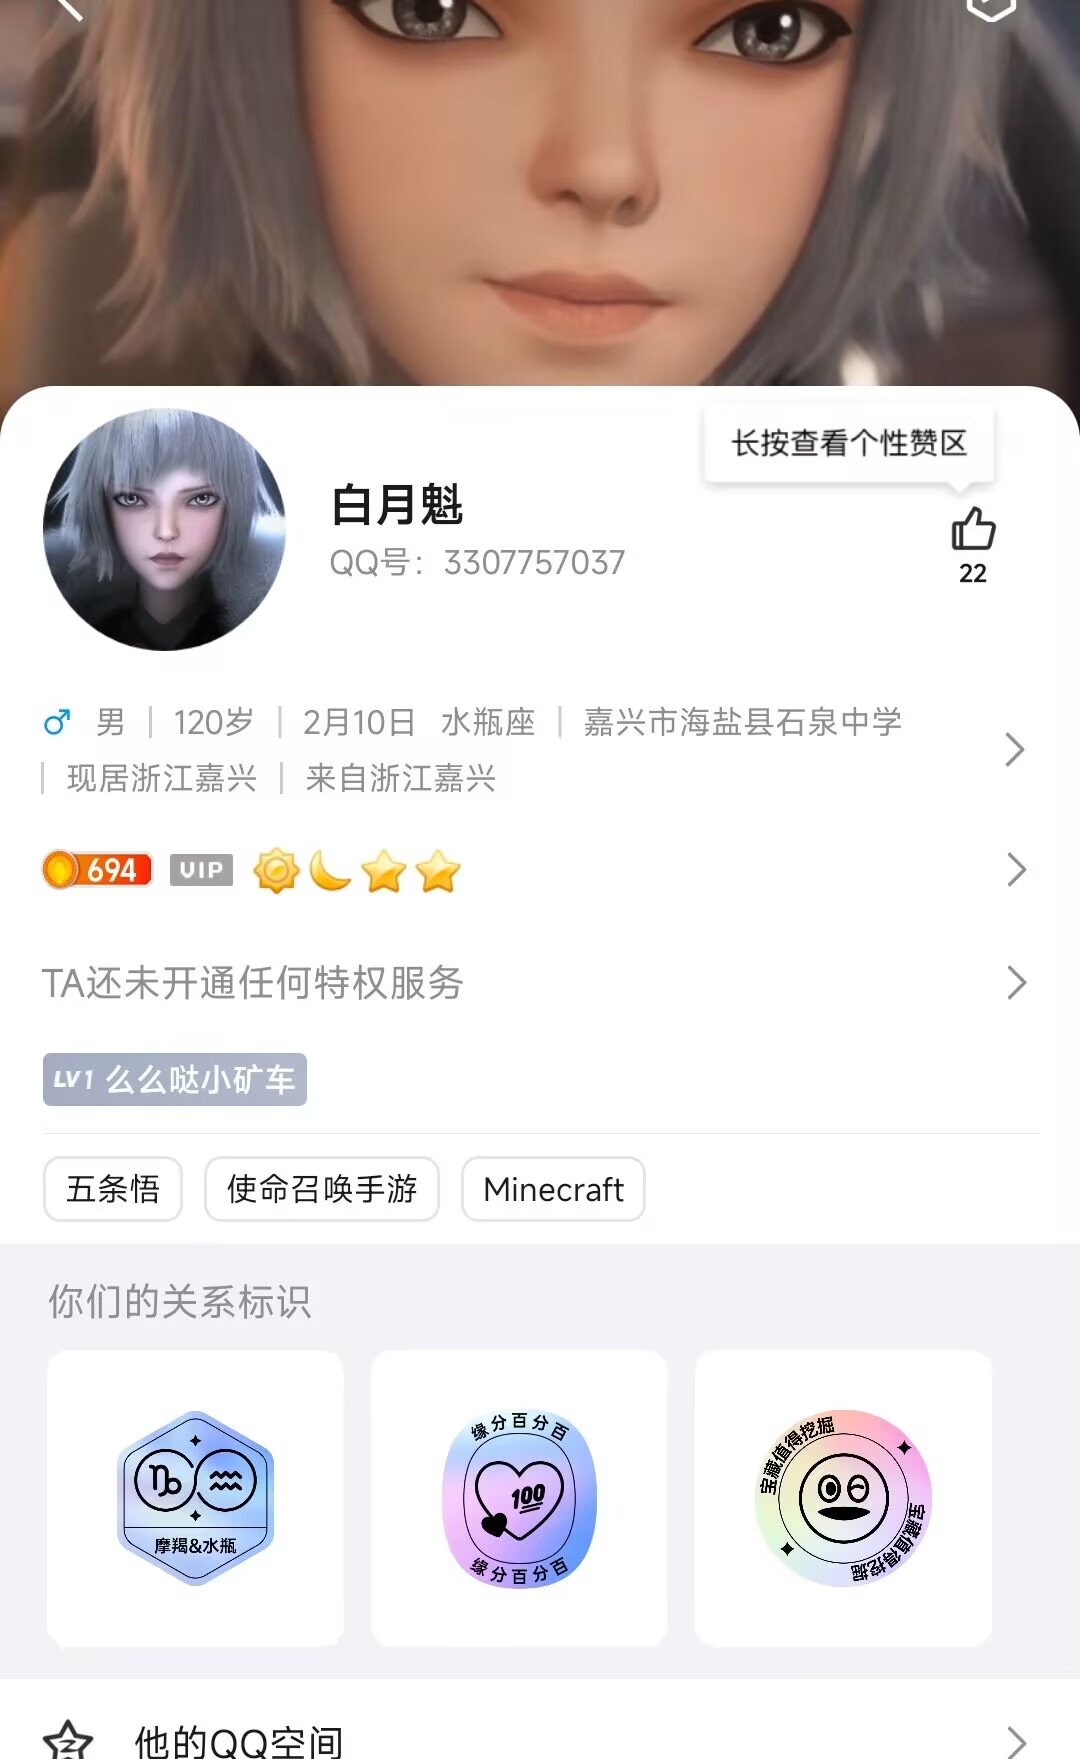 长按查看个性赞区
白月魁
QQ号：3307757037
22
男 | 120岁 | 2月10日 水瓶座 | 嘉兴市海盐县石泉中学
| 现居浙江嘉兴 | 来自浙江嘉兴
694 VIP
TA还未开通任何特权服务
LV1 么么哒小矿车
五条悟 使命召唤手游 Minecraft
你们的关系标识
摩羯&水瓶
缘分百分百
100
缘分百分百
宝藏值得挖掘
宝藏值得挖掘
他的QQ空间